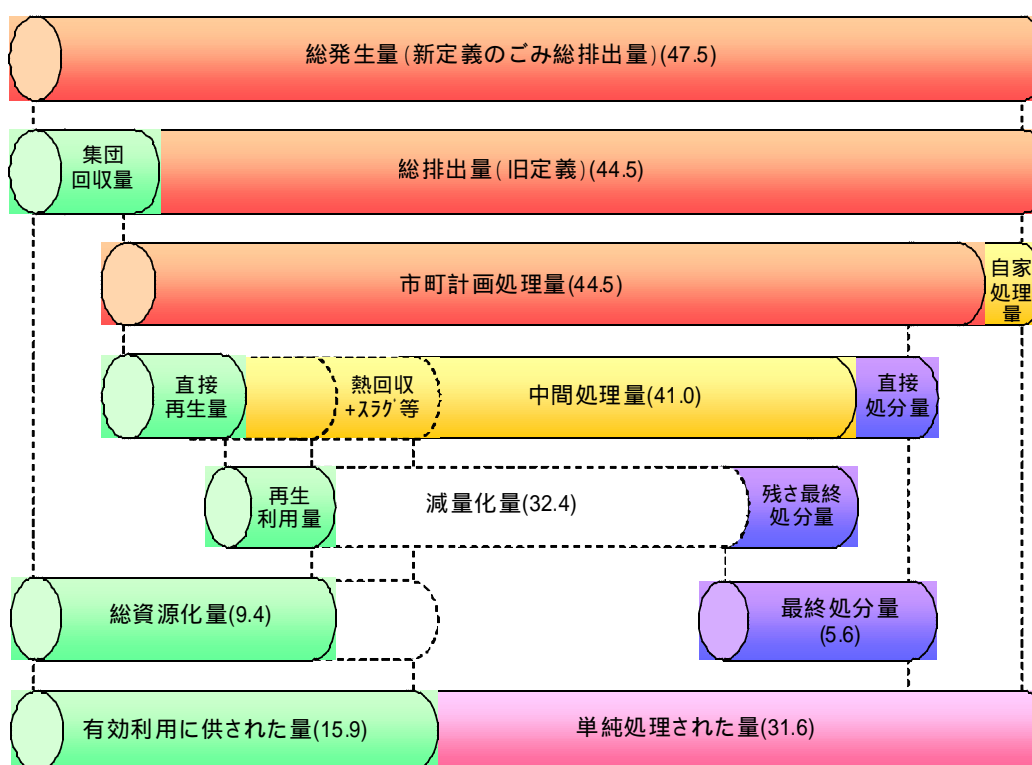 総発生量(新定義のごみ総排出量)(47.5)
集団
回収量
総排出量(旧定義)(44.5)
市町計画処理量(44.5)
自家
処理
量
直接
再生量
熱回収
+スラグ等
中間処理量(41.0)
直接
処分量
再生
利用量
減量化量(32.4)
残さ最終
処分量
総資源化量(9.4)
最終処分量
(5.6)
有効利用に供された量(15.9)
単純処理された量(31.6)